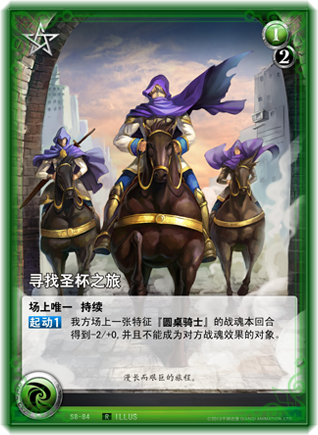 1
2
寻找圣杯之旅
场上唯一 持续
起动1 我方场上一张特征『圆桌骑士』的战魂本回合
得到-2/+0,并且不能成为对方战魂效果的对象。
漫长而艰巨的旅程。
S8-84 R ILLUS